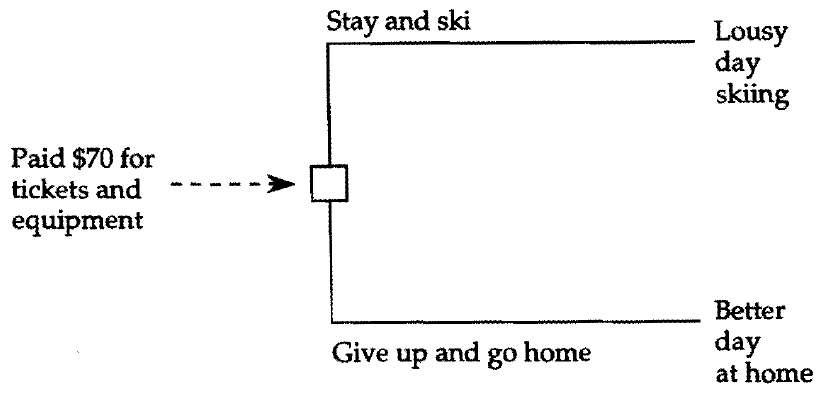 Stay and ski
Lousy
day
skiing
Paid $70 for
tickets and
equipment
Give up and go home
Better
day
at home